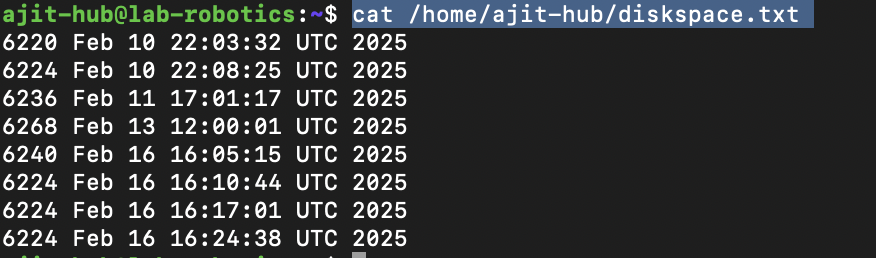 ajit-hub@lab-robotics:~$ cat /home/ajit-hub/diskspace.txt
6220 Feb 10 22:03:32 UTC 2025
6224 Feb 10 22:08:25 UTC 2025
6236 Feb 11 17:01:17 UTC 2025
6268 Feb 13 12:00:01 UTC 2025
6240 Feb 16 16:05:15 UTC 2025
6224 Feb 16 16:10:44 UTC 2025
6224 Feb 16 16:17:01 UTC 2025
6224 Feb 16 16:24:38 UTC 2025